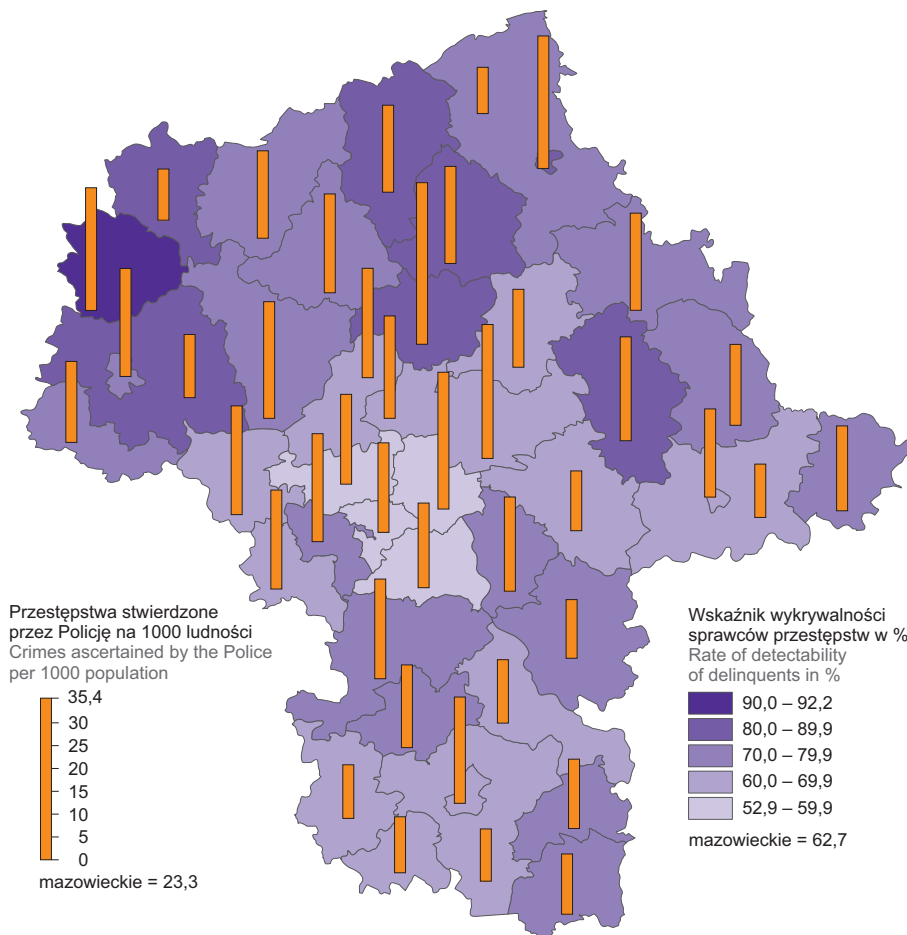 Przestępstwa stwierdzone
przez Policję na 1000 ludności
Crimes ascertained by the Police
per 1000 population
35,4
30
25
20
15
10
5
0
mazowieckie = 23,3
Wskaźnik wykrywalności
sprawców przestępstw w %
Rate of detectability
of delinquents in %
90,0 – 92,2
80,0 – 89,9
70,0 – 79,9
60,0 – 69,9
52,9 – 59,9
mazowieckie = 62,7